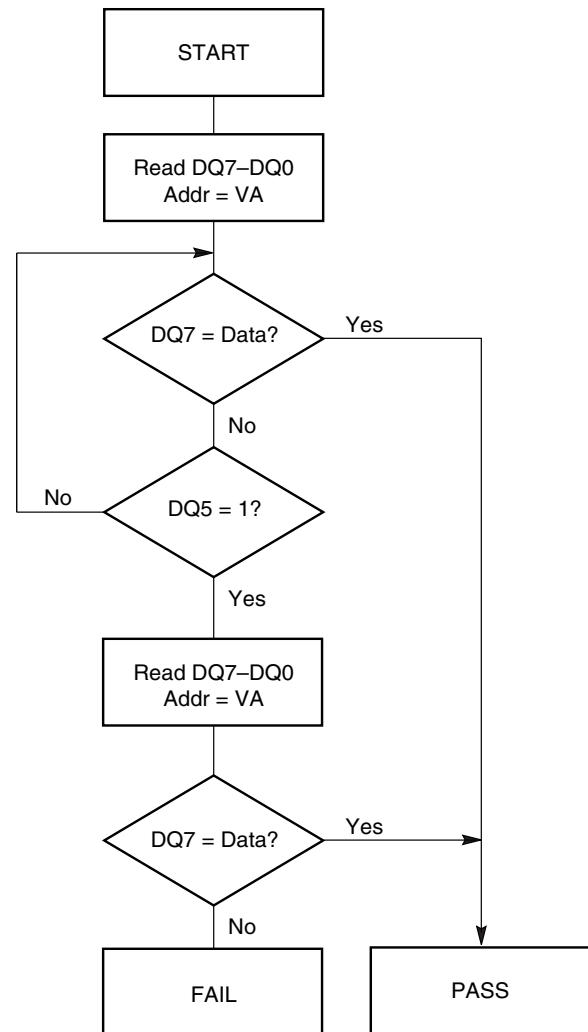 START
Read DQ7–DQ0
Addr = VA
DQ7 = Data?
Yes
No
No
DQ5 = 1?
Yes
Read DQ7–DQ0
Addr = VA
DQ7 = Data?
Yes
No
FAIL
PASS